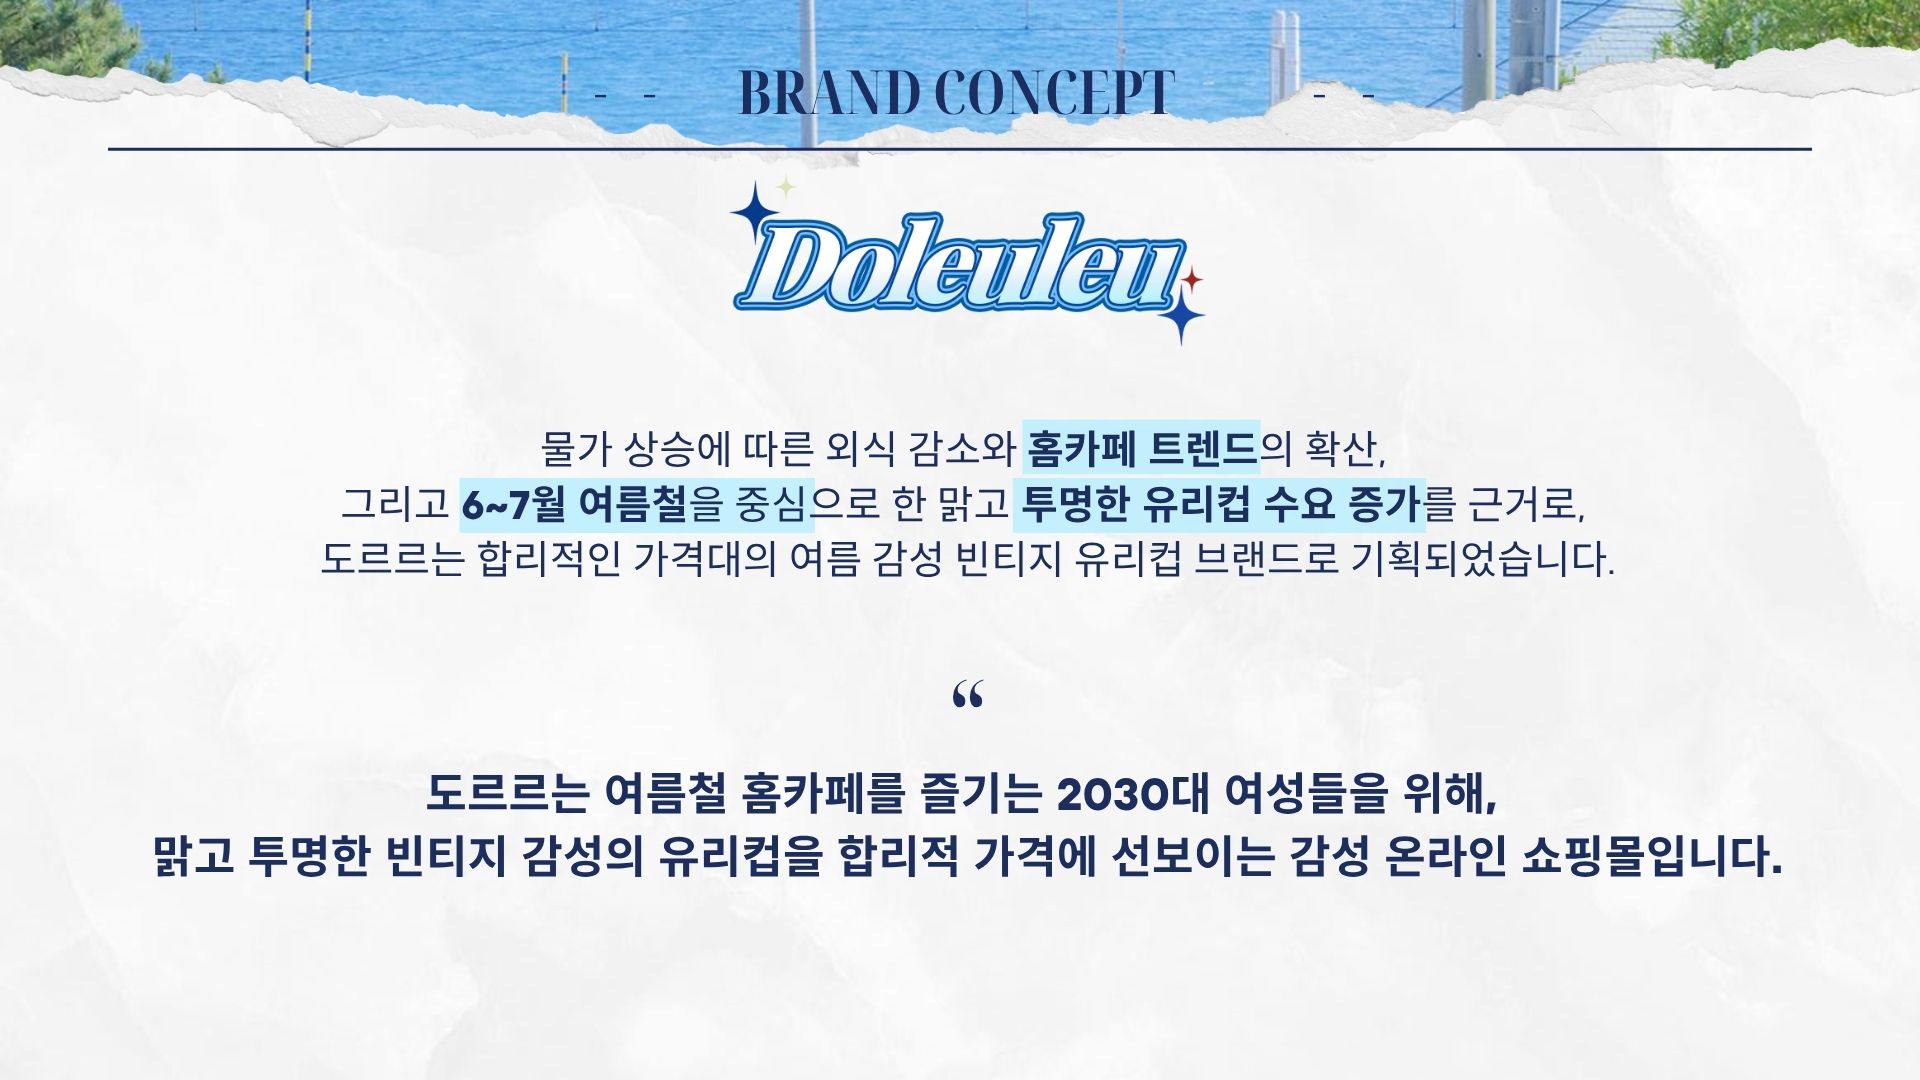 - - BRAND CONCEPT - -
Doleuleu
물가 상승에 따른 외식 감소와 홈카페 트렌드의 확산,
그리고 6~7월 여름철을 중심으로 한 맑고 투명한 유리컵 수요 증가를 근거로,
도르르는 합리적인 가격대의 여름 감성 빈티지 유리컵 브랜드로 기획되었습니다.
“
도르르는 여름철 홈카페를 즐기는 2030대 여성들을 위해,
맑고 투명한 빈티지 감성의 유리컵을 합리적 가격에 선보이는 감성 온라인 쇼핑몰입니다.